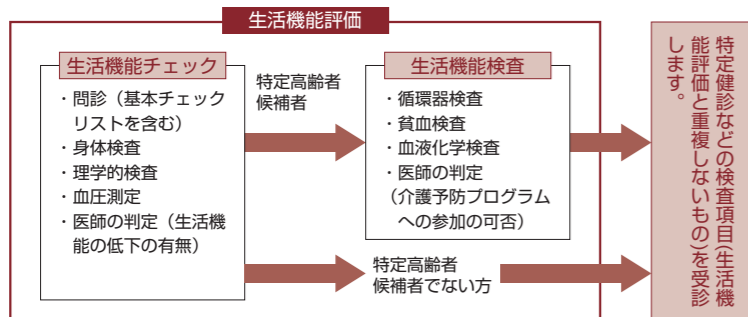 生活機能評価
生活機能チェック
・問診（基本チェック
リストを含む）
・身体検査
・理学的検査
・血圧測定
・医師の判定（生活機
能の低下の有無）
特定高齢者
候補者
生活機能検査
・循環器検査
・貧血検査
・血液化学検査
・医師の判定
（介護予防プログラム
への参加の可否）
特定高齢者
候補者でない方
特定健診などの検査項目(生活機
能評価と重複しないもの)を受診
します。